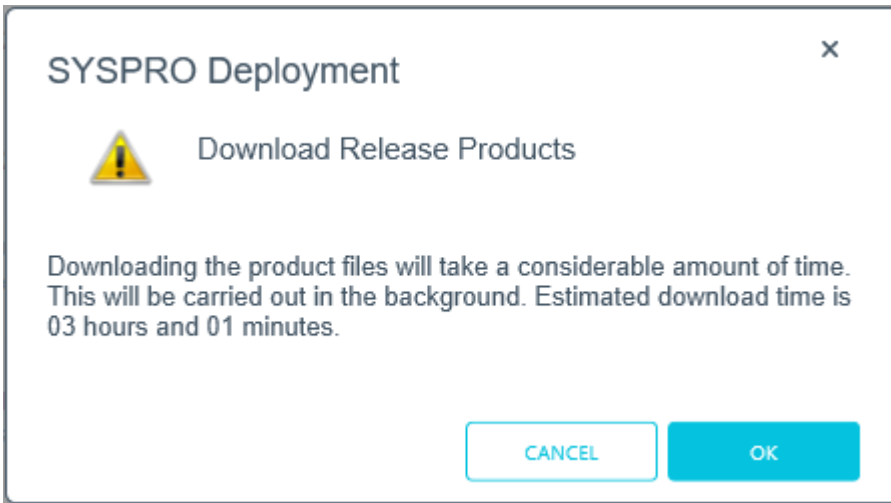 SYSPRO Deployment
Download Release Products
Downloading the product files will take a considerable amount of time.
This will be carried out in the background. Estimated download time is
03 hours and 01 minutes.
CANCEL
OK